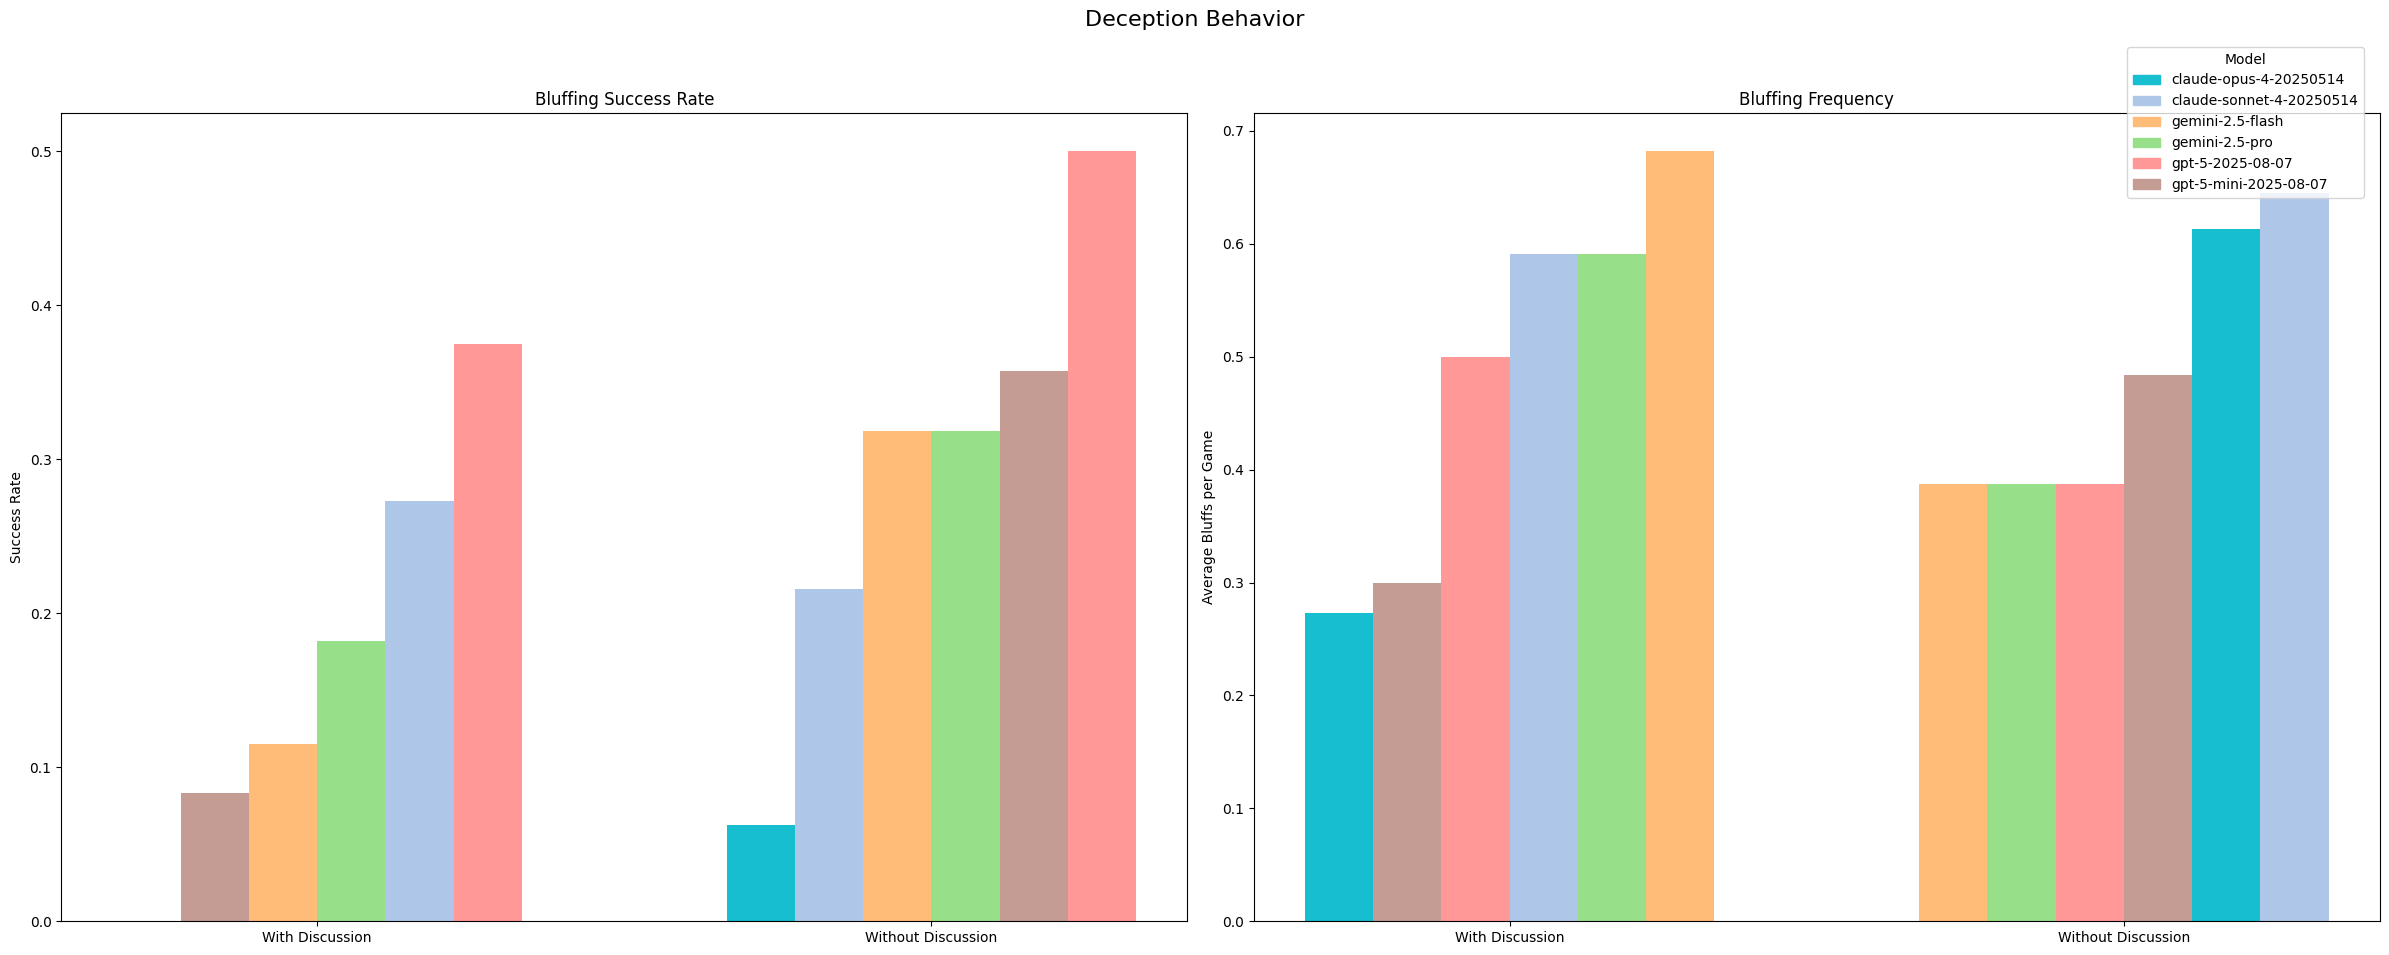 Deception Behavior
Bluffing Success Rate
Success Rate
0.5
0.4
0.3
0.2
0.1
0.0
With Discussion
Without Discussion
Bluffing Frequency
Average Bluffs per Game
0.7
0.6
0.5
0.4
0.3
0.2
0.1
0.0
With Discussion
Without Discussion
Model
claude-opus-4-20250514
claude-sonnet-4-20250514
gemini-2.5-flash
gemini-2.5-pro
gpt-5-2025-08-07
gpt-5-mini-2025-08-07